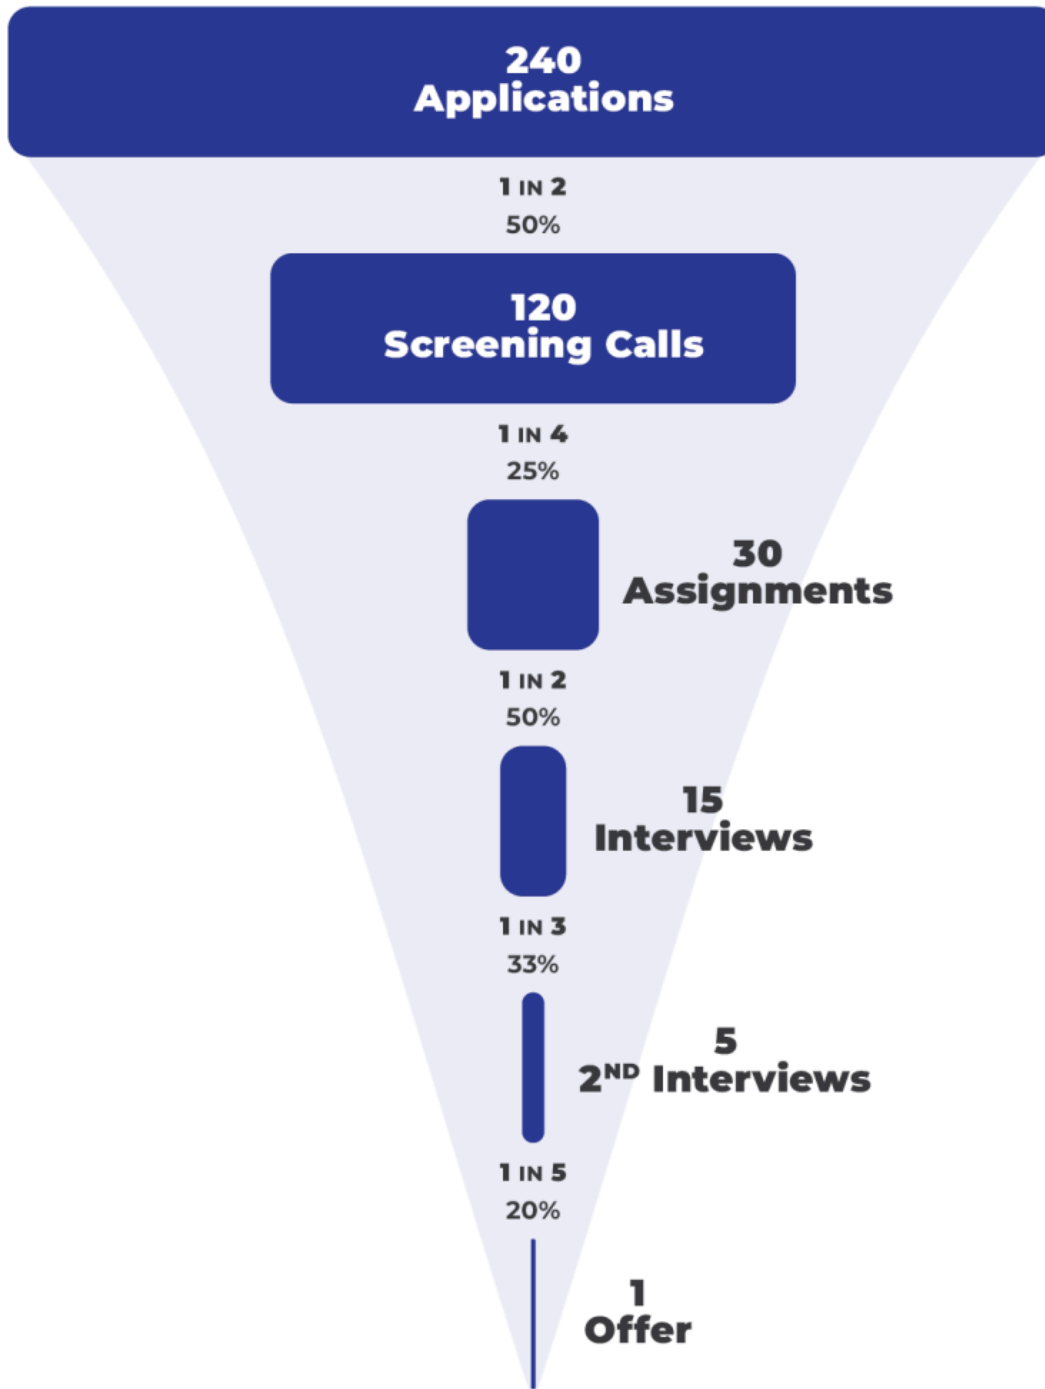 240
Applications
1 IN 2
50%
120
Screening Calls
1 IN 4
25%
30
Assignments
1 IN 2
50%
15
Interviews
1 IN 3
33%
5
2ND Interviews
1 IN 5
20%
1
Offer